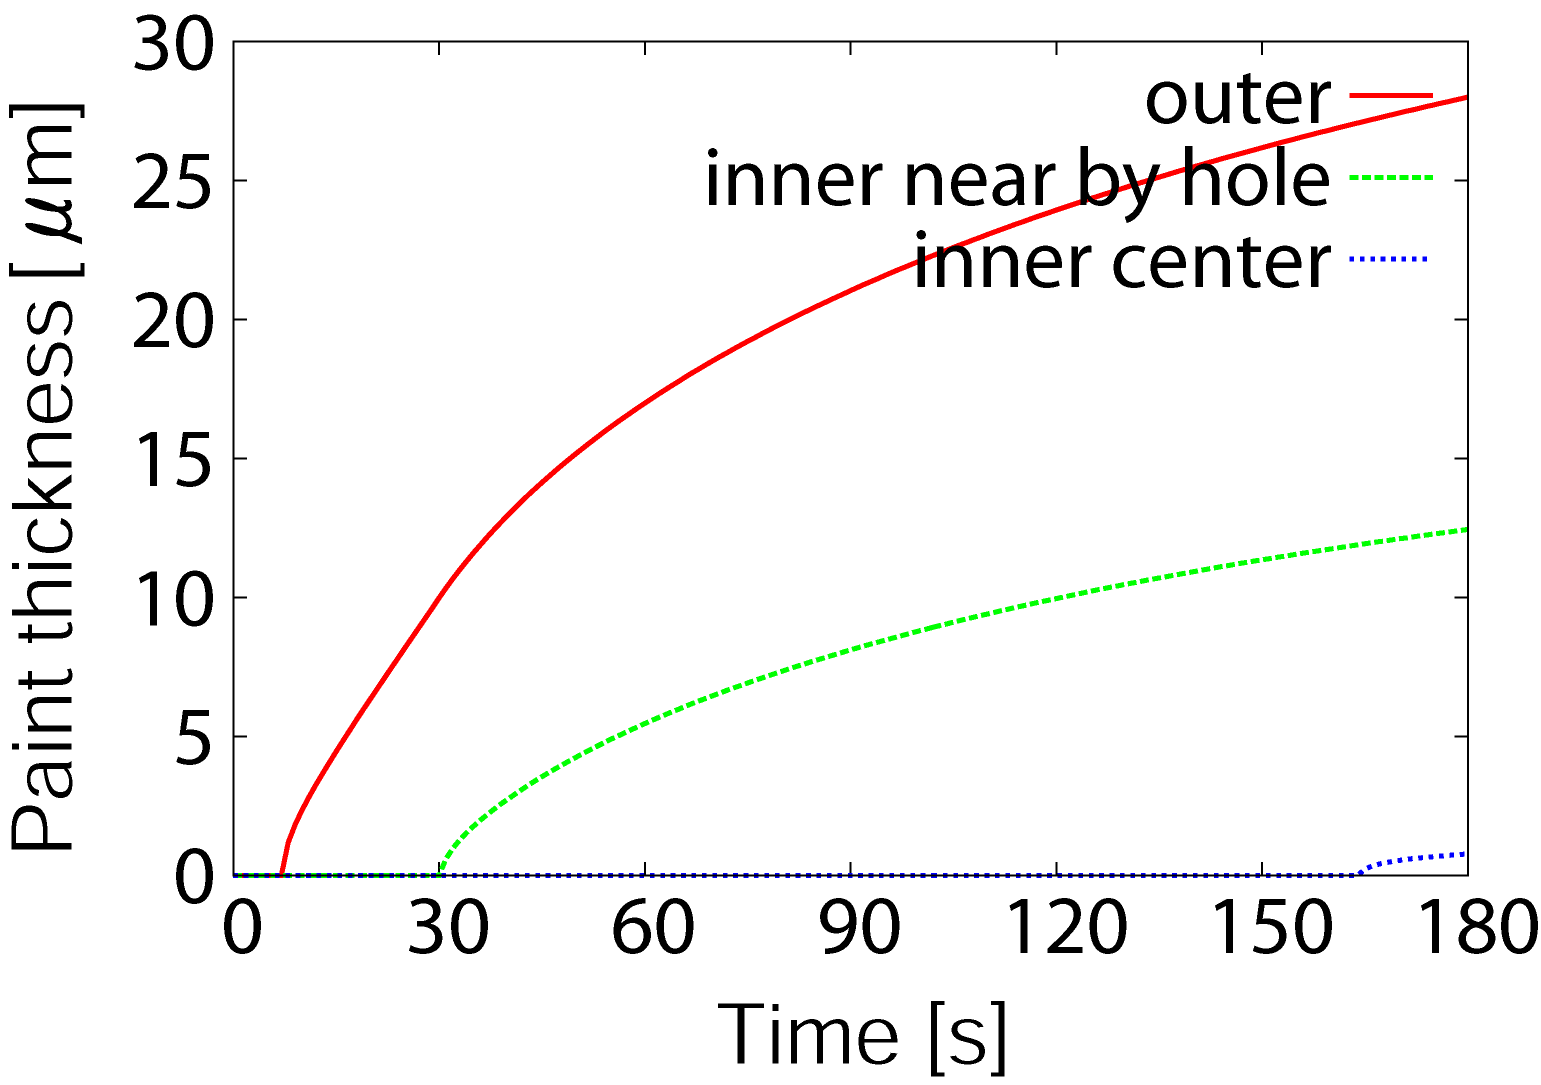 Paint thickness [μm]
30
25
20
15
10
5
0
outer
inner near by hole
inner center
0 30 60 90 120 150 180
Time [s]